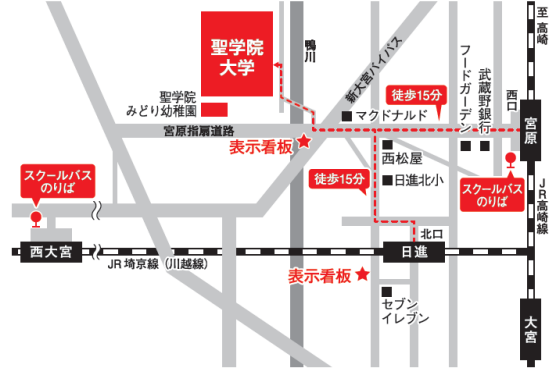 至 高崎
聖学院
大学
鴨川
新大宮バイパス
徒歩15分
フードガーデン
武蔵野銀行
西口
宮原
聖学院
みどり幼稚園
マクドナルド
宮原指扇道路
表示看板
西松屋
スクールバス
のりば
徒歩15分
日進北小
スクールバス
のりば
JR高崎線
北口
西大宮
日進
JR埼京線（川越線）
表示看板
セブン
イレブン
大宮